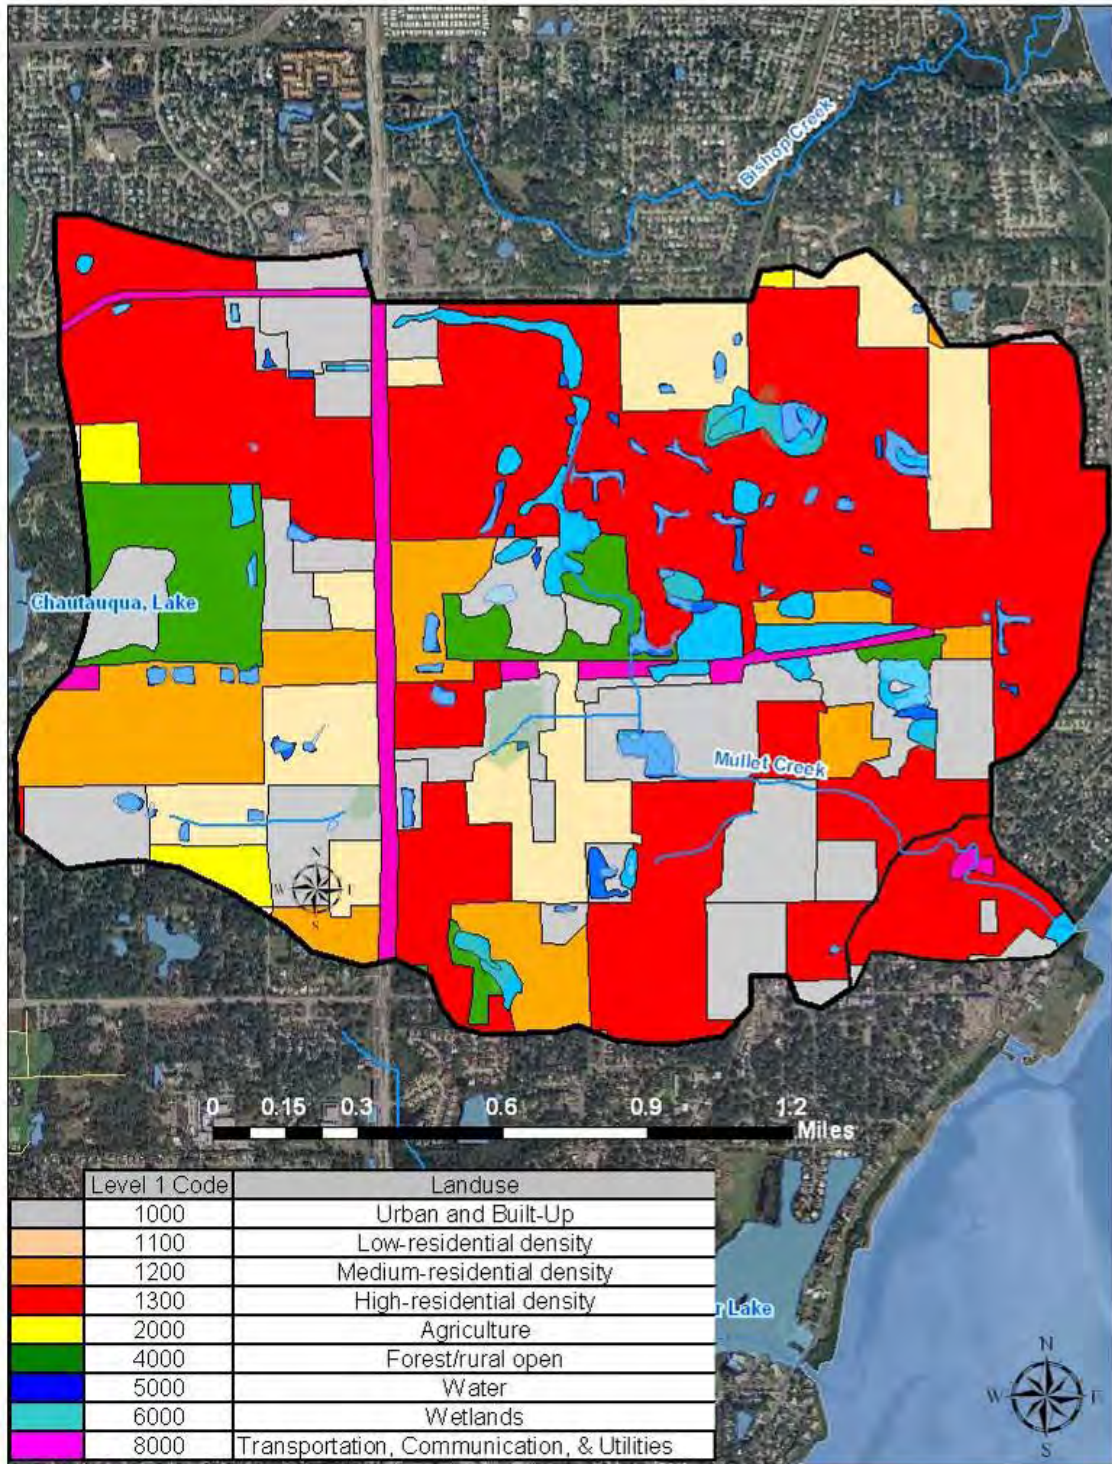 Bishop Creek
Chautauqua, Lake
Mullet Creek
N
W E
S
0 0.15 0.3 0.6 0.9 1.2
Miles
Level 1 Code Landuse
1000 Urban and Built-Up
1100 Low-residential density
1200 Medium-residential density
1300 High-residential density
2000 Agriculture
4000 Forest/rural open
5000 Water
6000 Wetlands
8000 Transportation, Communication, & Utilities
r Lake
N
W E
S